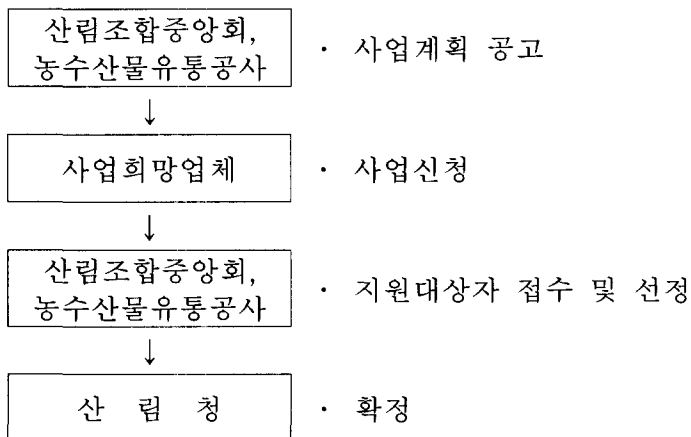 산림조합중앙회,
농수산물유통공사
· 사업계획 공고
↓
사업희망업체
· 사업신청
↓
산림조합중앙회,
농수산물유통공사
· 지원대상자 접수 및 선정
↓
산 림 청
· 확정